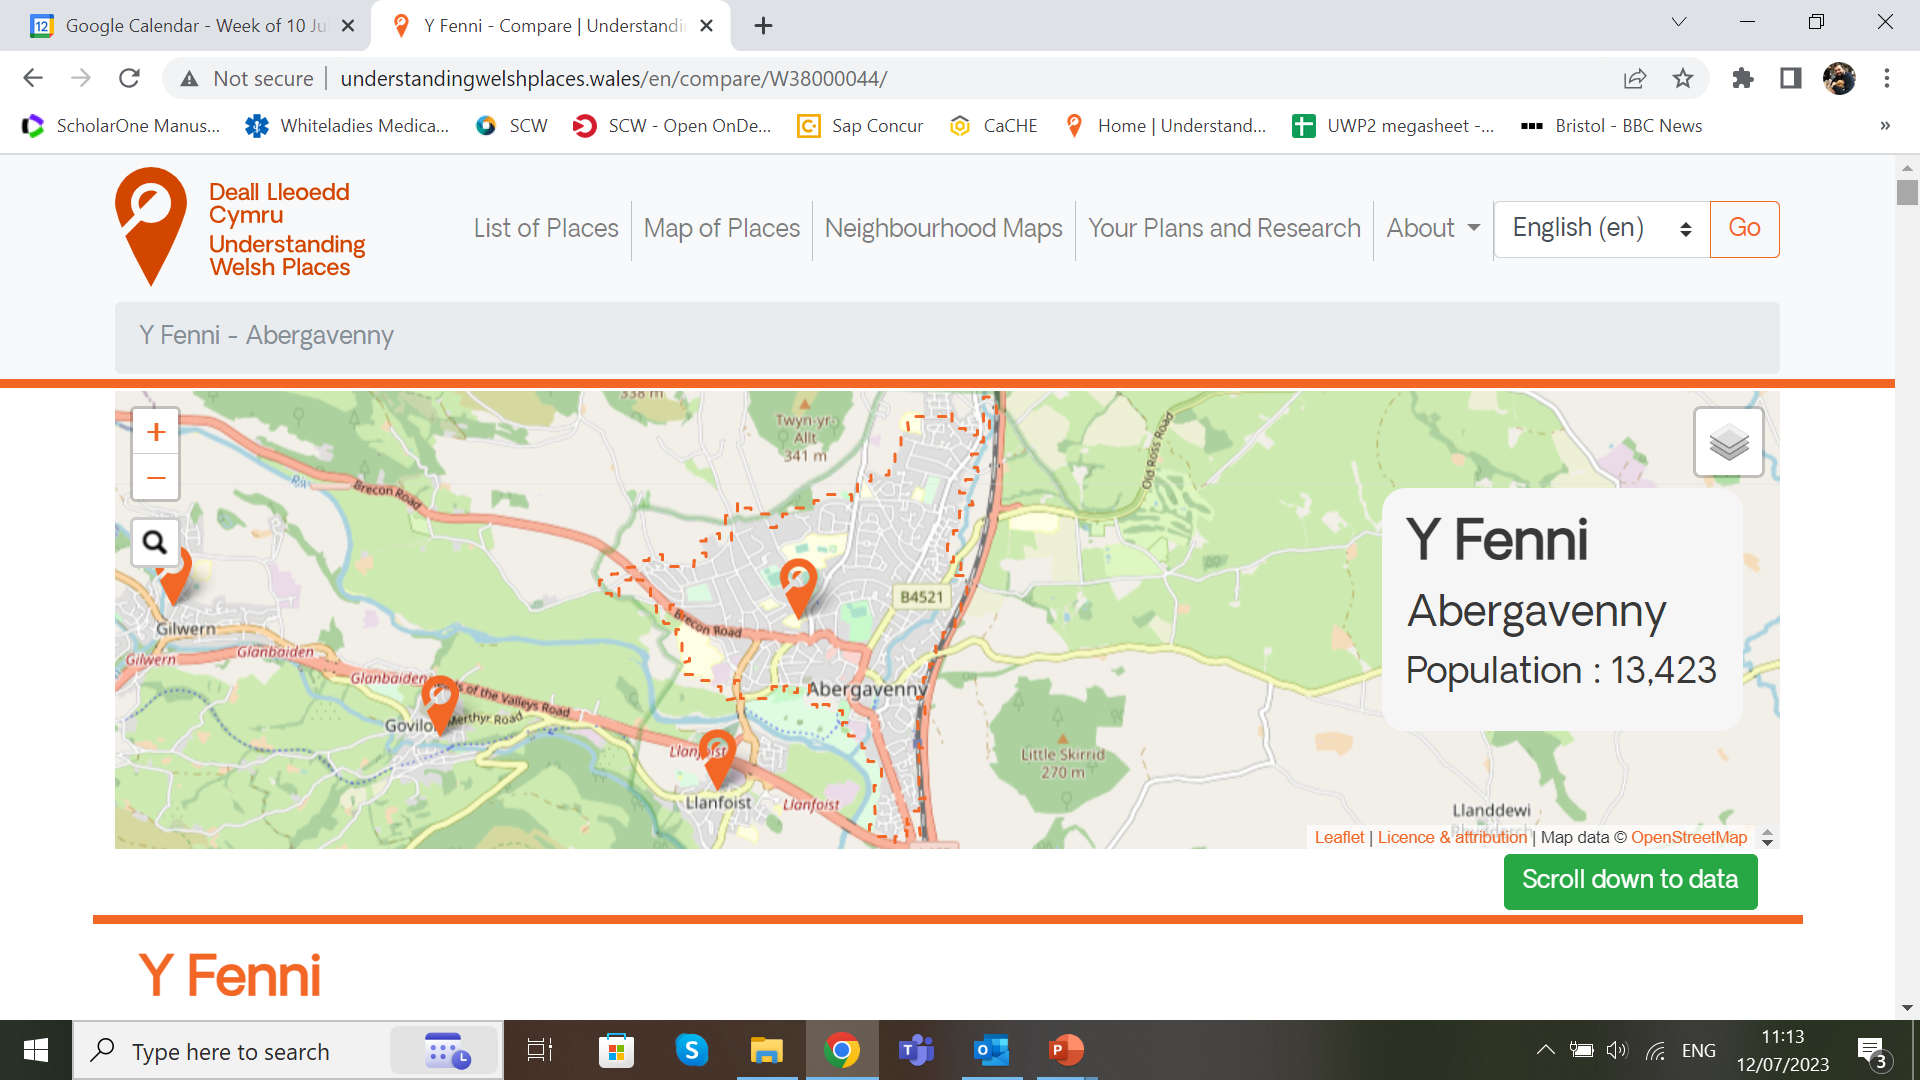 12
Google Calendar - Week of 10 Ju
Y Fenni - Compare | Understandi
Not secure | understandingwelshplaces.wales/en/compare/W38000044/
ScholarOne Manus...
Whiteladies Medica...
SCW
SCW - Open OnDe...
Sap Concur
CaCHE
Home | Understand...
UWP2 megasheet -...
Bristol - BBC News
»
Deall Lleoedd
Cymru
Understanding
Welsh Places
List of Places
Map of Places
Neighbourhood Maps
Your Plans and Research
About
English (en)
Go
Y Fenni - Abergavenny
+
−
338 m
Twyn-yr-
Allt
341 m
Old Ross Road
Brecon Road
Y Fenni
Abergavenny
Population : 13,423
B4521
Brecon Road
Gilwern
Gilwern
Glanbaiden
Glanbaiden
s of the Valleys Road
Abergavenny
Govilo
Merthyr Road
Llanfoist
Little Skirrid
270 m
Llanfoist
Llanfoist
Llanddewi
Leaflet | Licence & attribution | Map data © OpenStreetMap
Scroll down to data
Y Fenni
Type here to search
ENG
11:13
12/07/2023
3